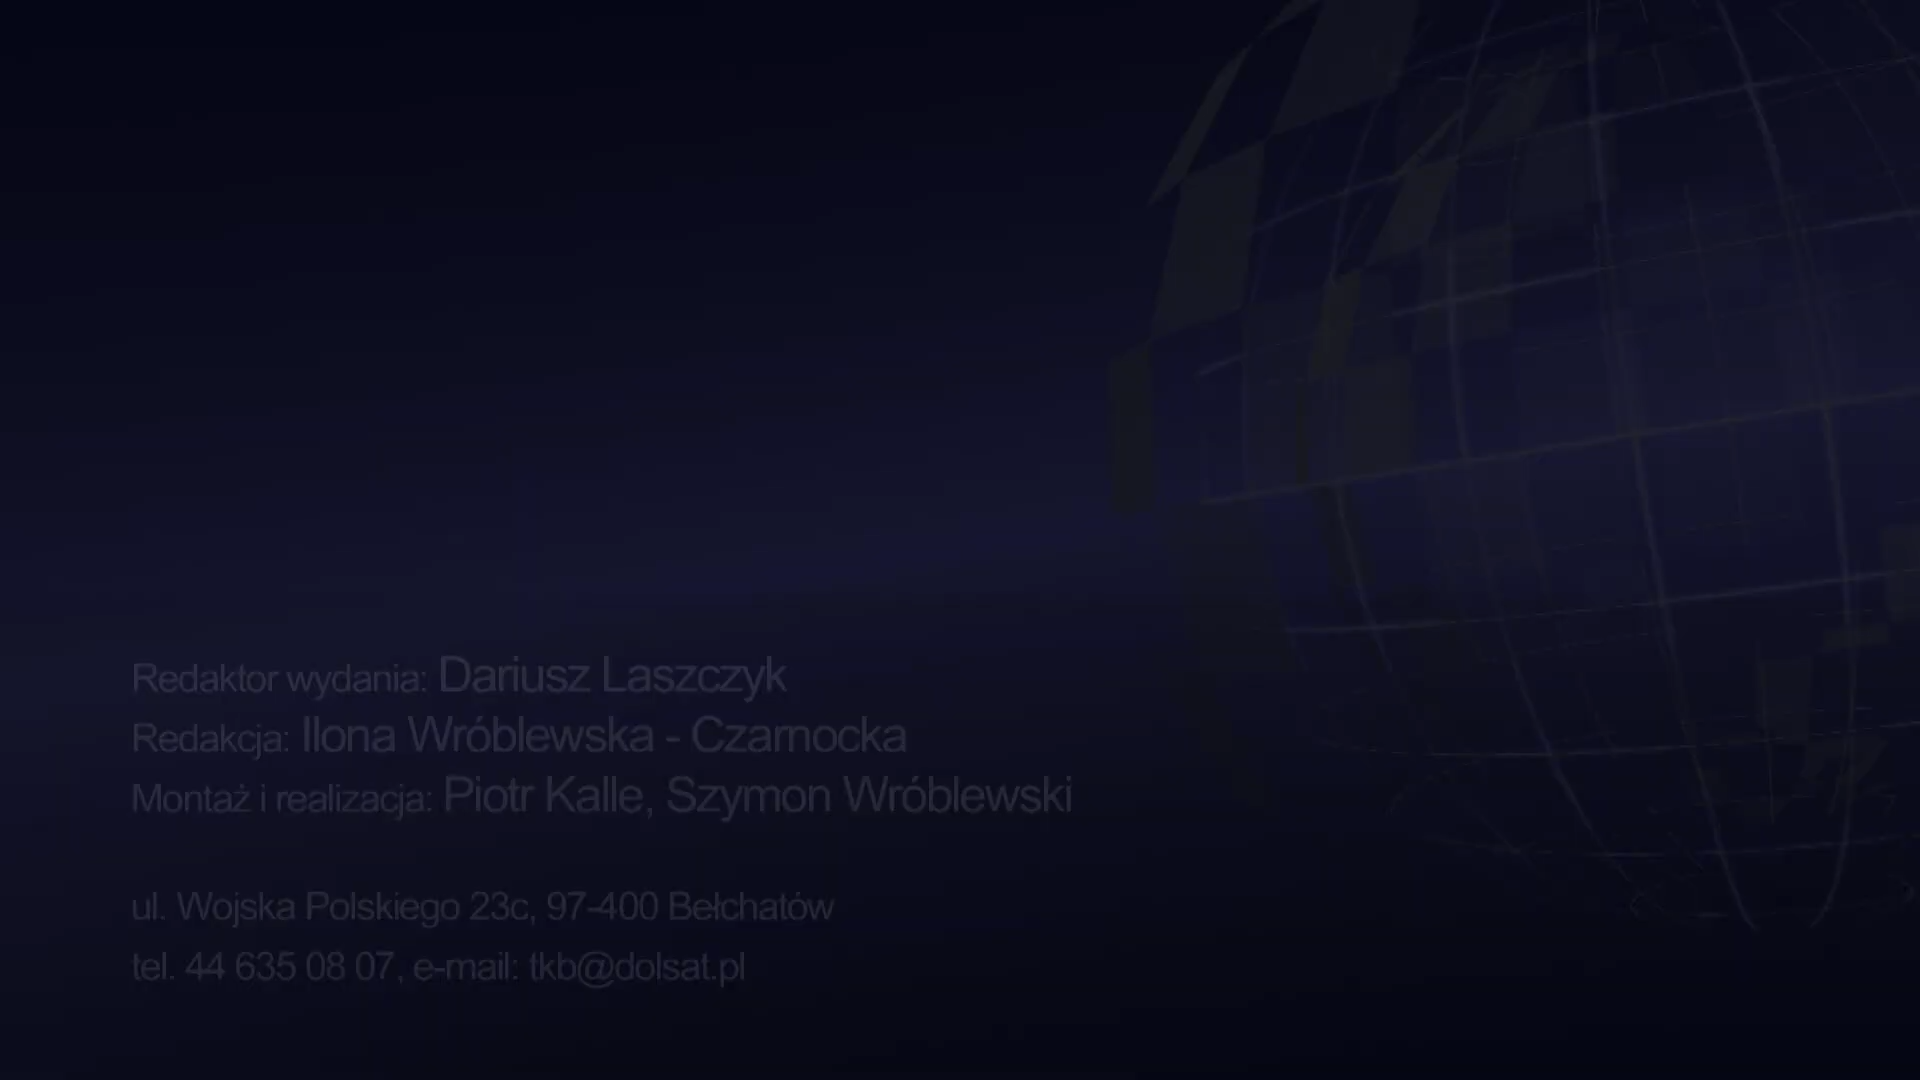 Redaktor wydania: Dariusz Laszczyk
Redakcja: Ilona Wróblewska - Czarnocka
Montaż i realizacja: Piotr Kalle, Szymon Wróblewski
ul. Wojska Polskiego 23c, 97-400 Bełchatów
tel. 44 635 08 07, e-mail: tkb@dolsat.pl